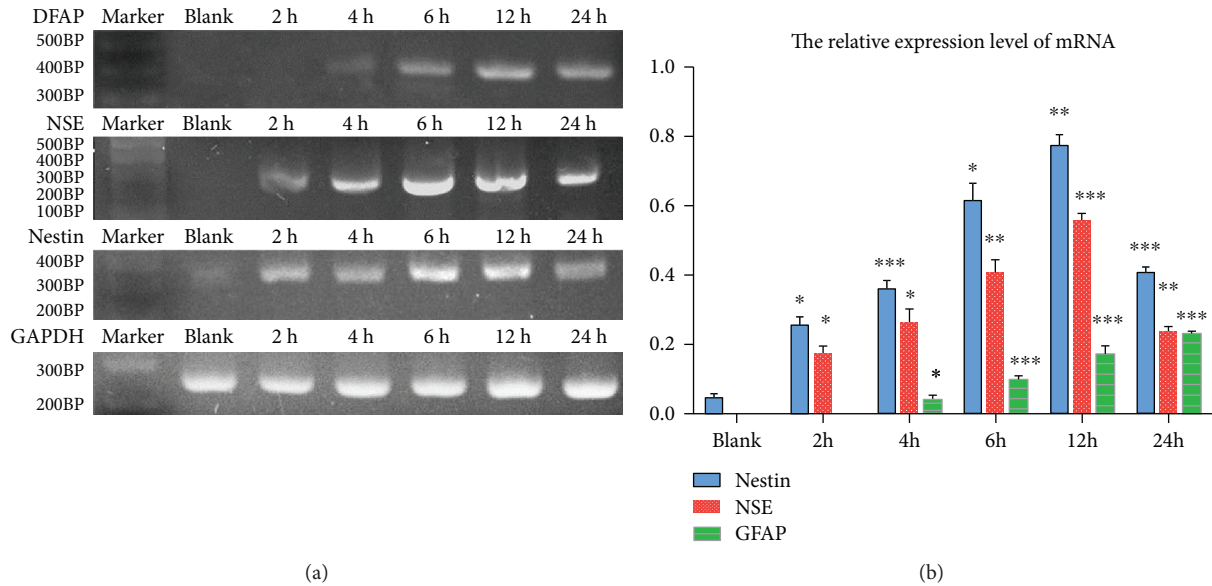 DFAP Marker Blank 2 h 4 h 6 h 12 h 24 h
500BP
400BP
300BP
NSE Marker Blank 2 h 4 h 6 h 12 h 24 h
500BP
400BP
300BP
200BP
100BP
Nestin Marker Blank 2 h 4 h 6 h 12 h 24 h
400BP
300BP
200BP
GAPDH Marker Blank 2 h 4 h 6 h 12 h 24 h
300BP
200BP
(a)
The relative expression level of mRNA
1.0
0.8
0.6
0.4
0.2
0.0
* *
*** * *
* ** ***
** *** ***
*** ** ***
Blank 2h 4h 6h 12h 24h
Nestin
NSE
GFAP
(b)